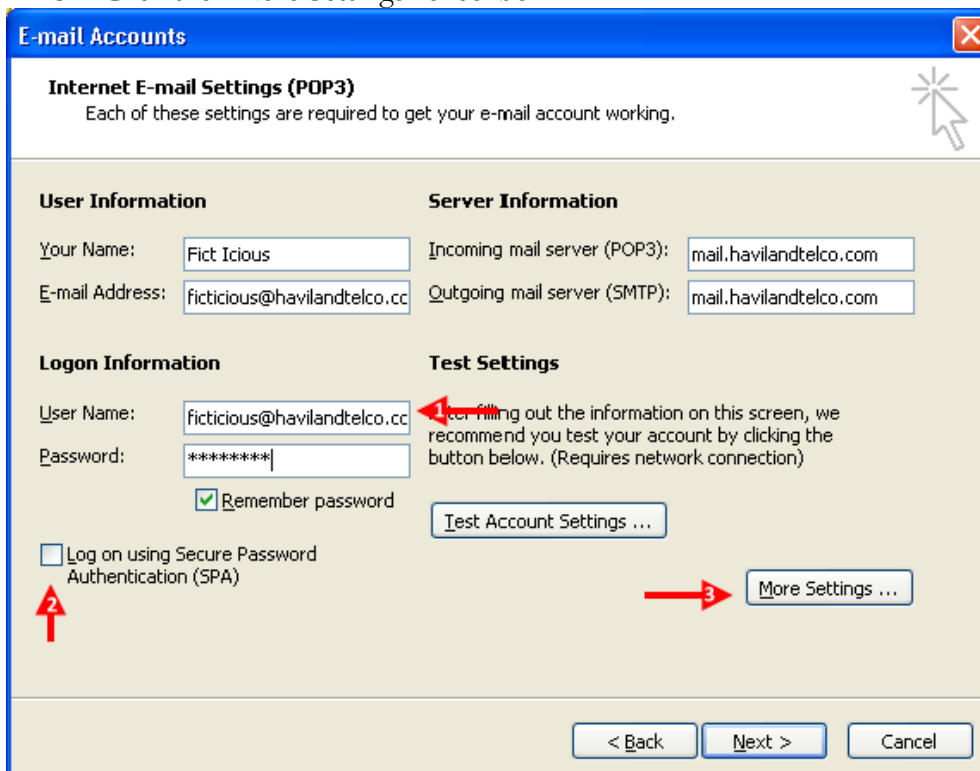 E-mail Accounts
Internet E-mail Settings (POP3)
Each of these settings are required to get your e-mail account working.
User Information
Your Name:
Fict Icious
E-mail Address:
ficticious@havilandtelco.cc
Server Information
Incoming mail server (POP3):
mail.havilandtelco.com
Outgoing mail server (SMTP):
mail.havilandtelco.com
Logon Information
User Name:
ficticious@havilandtelco.cc
Password:
********
Remember password
Log on using Secure Password
Authentication (SPA)
Test Settings
1
filling out the information on this screen, we
recommend you test your account by clicking the
button below. (Requires network connection)
Test Account Settings ...
2
3
More Settings ...
< Back
Next >
Cancel